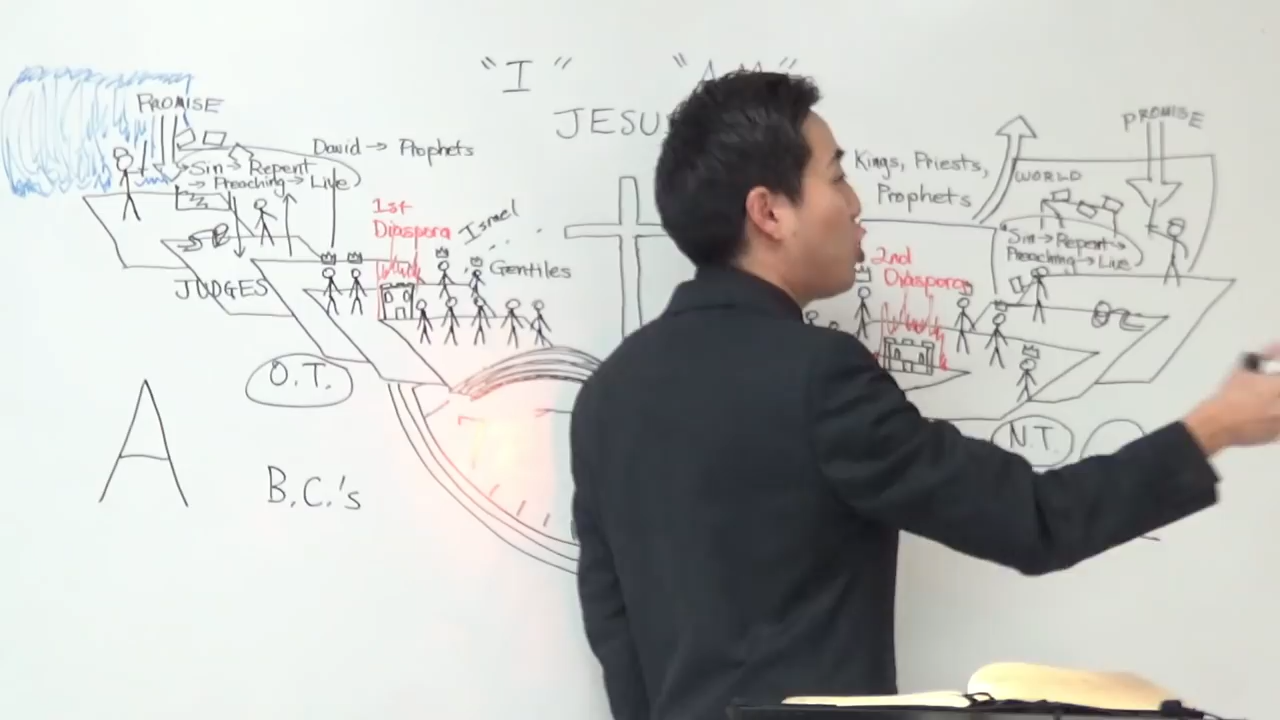 "I"
"AM"
JESU
PROMISE
Sin → Repent
→ Preaching → Live
David → Prophets
1st
Diaspora
Israel
Gentiles
JUDGES
O.T.
A
B.C.'s
Kings, Priests,
Prophets
2nd
Diaspora
WORLD
PROMISE
Sin → Repent →
Preaching → Live
N.T.